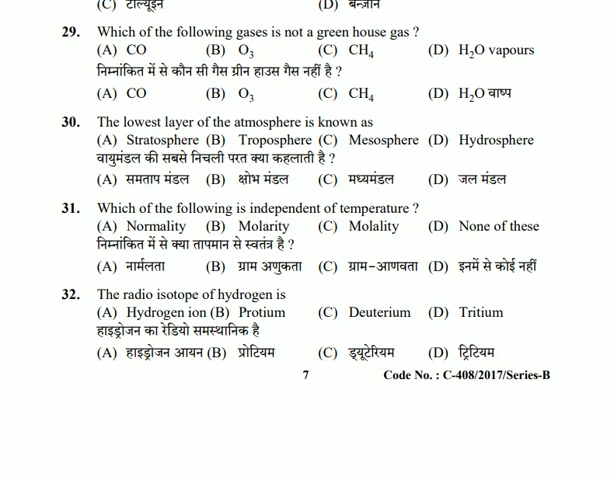 (C) टाल्यूइन (D) बन्ज़ीन
29. Which of the following gases is not a green house gas ?
(A) CO (B) O₃ (C) CH₄ (D) H₂O vapours
निम्नांकित में से कौन सी गैस ग्रीन हाउस गैस नहीं है ?
(A) CO (B) O₃ (C) CH₄ (D) H₂O वाष्प
30. The lowest layer of the atmosphere is known as
(A) Stratosphere (B) Troposphere (C) Mesosphere (D) Hydrosphere
वायुमंडल की सबसे निचली परत क्या कहलाती है ?
(A) समताप मंडल (B) क्षोभ मंडल (C) मध्यमंडल (D) जल मंडल
31. Which of the following is independent of temperature ?
(A) Normality (B) Molarity (C) Molality (D) None of these
निम्नांकित में से क्या तापमान से स्वतंत्र है ?
(A) नार्मलता (B) ग्राम अणुकता (C) ग्राम-आणवता (D) इनमें से कोई नहीं
32. The radio isotope of hydrogen is
(A) Hydrogen ion (B) Protium (C) Deuterium (D) Tritium
हाइड्रोजन का रेडियो समस्थानिक है
(A) हाइड्रोजन आयन (B) प्रोटियम (C) ड्यूटेरियम (D) ट्रिटियम
7 Code No. : C-408/2017/Series-B